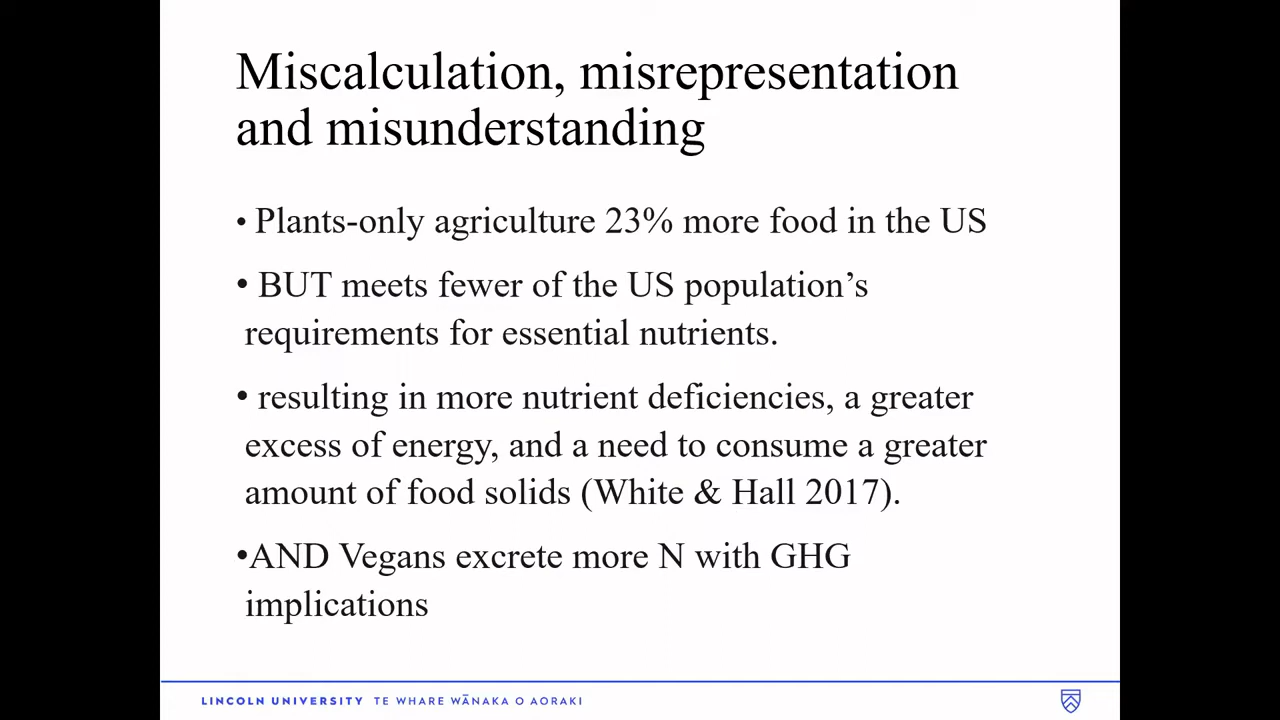 Miscalculation, misrepresentation
and misunderstanding
• Plants-only agriculture 23% more food in the US
• BUT meets fewer of the US population’s
requirements for essential nutrients.
• resulting in more nutrient deficiencies, a greater
excess of energy, and a need to consume a greater
amount of food solids (White & Hall 2017).
•AND Vegans excrete more N with GHG
implications
LINCOLN UNIVERSITY TE WHARE WĀNAKA O AORAKI